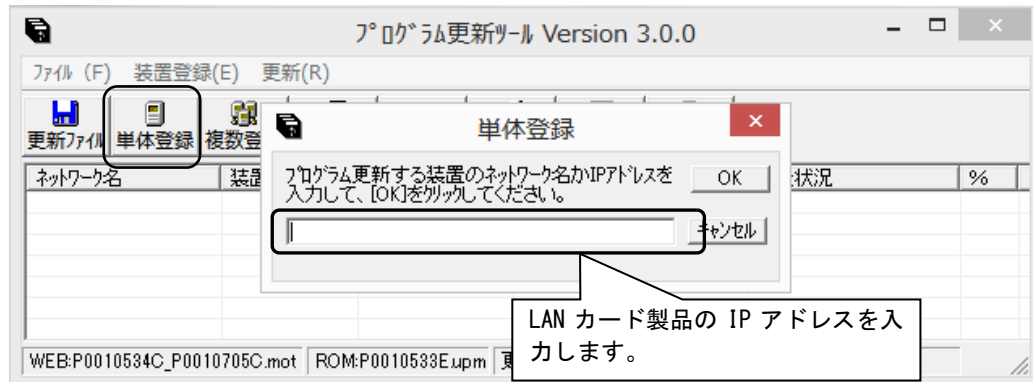 ﾌﾟﾛｸﾞﾗﾑ更新ﾂｰﾙ Version 3.0.0
ﾌｧｲﾙ (F) 装置登録(E) 更新(R)
更新ﾌｧｲﾙ 単体登録 複数登
単体登録
ﾈｯﾄﾜｰｸ名 装置 状況 %
ﾌﾟﾛｸﾞﾗﾑ更新する装置のﾈｯﾄﾜｰｸ名かIPｱﾄﾞﾚｽを
入力して、[OK]をｸﾘｯｸしてください。
OK
ｷｬﾝｾﾙ
LAN カード製品の IP アドレスを入
力します。
WEB:P0010534C_P0010705C.mot ROM:P0010533E.upm 更